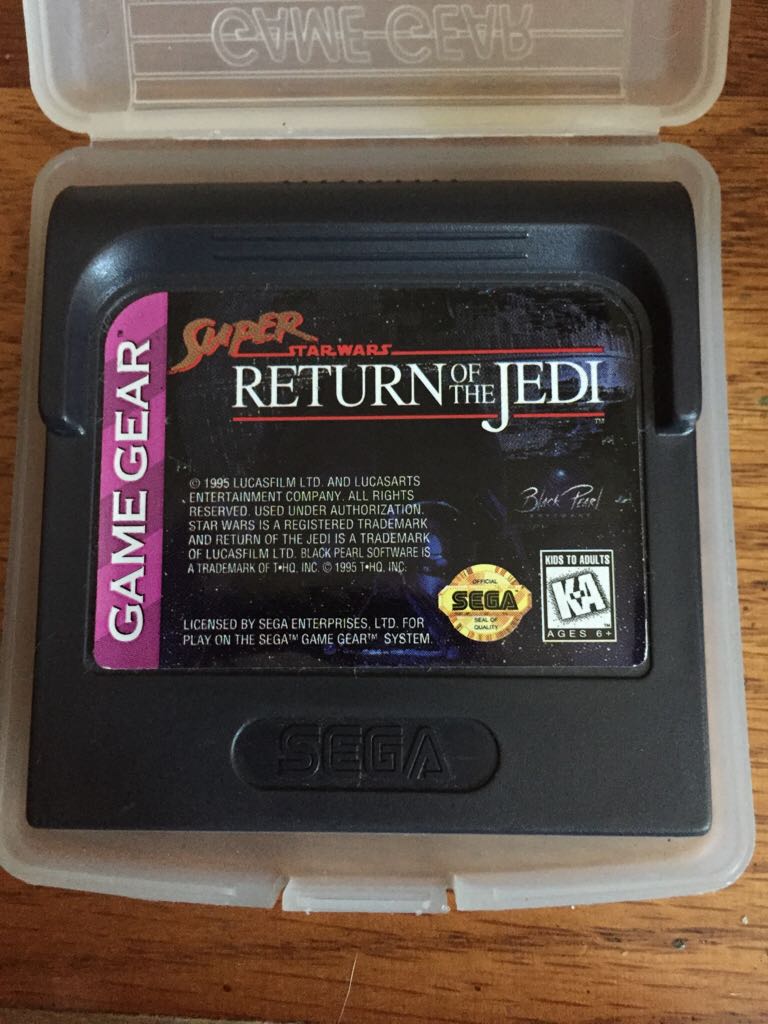 GAME GEAR
GAME GEAR
SUPER
STAR WARS
RETURN OF THE JEDI
TM
© 1995 LUCASFILM LTD. AND LUCASARTS
ENTERTAINMENT COMPANY. ALL RIGHTS
RESERVED. USED UNDER AUTHORIZATION.
STAR WARS IS A REGISTERED TRADEMARK
AND RETURN OF THE JEDI IS A TRADEMARK
OF LUCASFILM LTD. BLACK PEARL SOFTWARE IS
A TRADEMARK OF T•HQ, INC. © 1995 T•HQ, INC.
Black Pearl
LICENSED BY SEGA ENTERPRISES, LTD. FOR
PLAY ON THE SEGA™ GAME GEAR™ SYSTEM.
OFFICIAL
SEGA
SEAL OF
QUALITY
KIDS TO ADULTS
KA
AGES 6+
SEGA